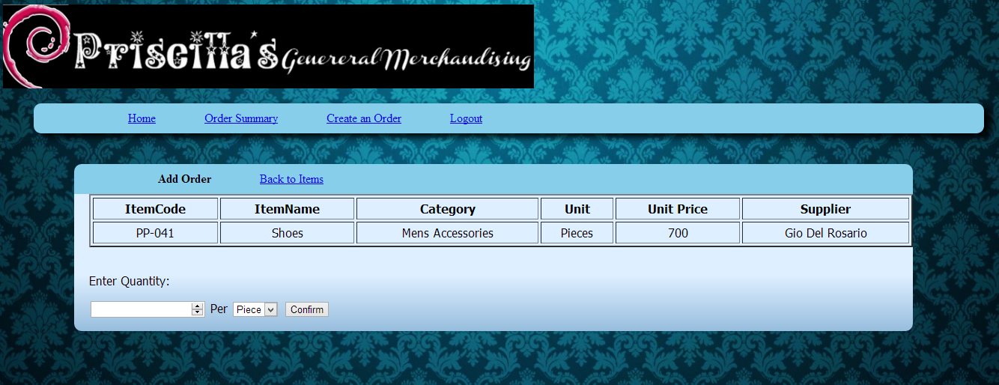 Priscilla's Genereral Merchandising
Home Order Summary Create an Order Logout
Add Order Back to Items
ItemCode ItemName Category Unit Unit Price Supplier
PP-041 Shoes Mens Accessories Pieces 700 Gio Del Rosario
Enter Quantity:
Per Piece Confirm